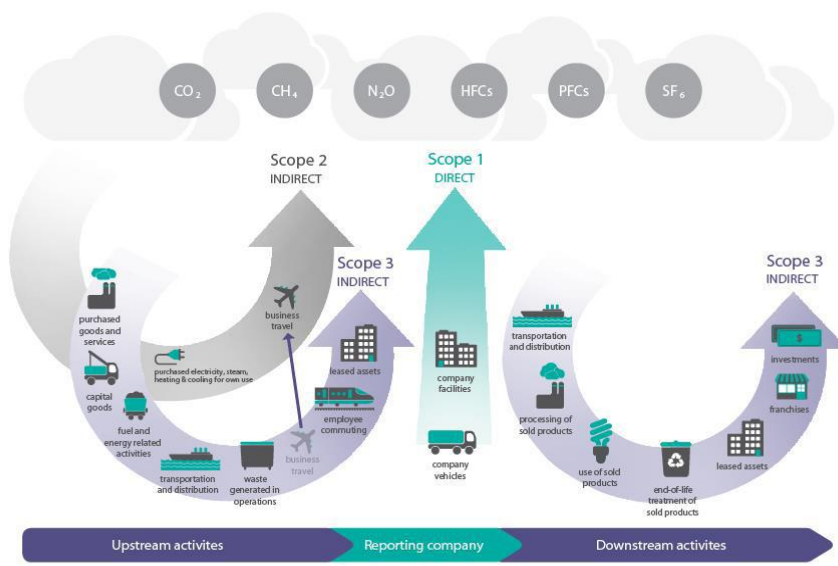 CO₂
CH₄
N₂O
HFCs
PFCs
SF₆
Scope 2
INDIRECT
Scope 1
DIRECT
Scope 3
INDIRECT
Scope 3
INDIRECT
purchased
goods and
services
capital
goods
fuel and
energy related
activities
transportation
and distribution
waste
generated in
operations
business
travel
business
travel
purchased electricity, steam,
heating & cooling for own use
employee
commuting
leased assets
company
facilities
company
vehicles
transportation
and distribution
processing of
sold products
use of sold
products
end-of-life
treatment of
sold products
leased assets
franchises
investments
$
Upstream activites
Reporting company
Downstream activites